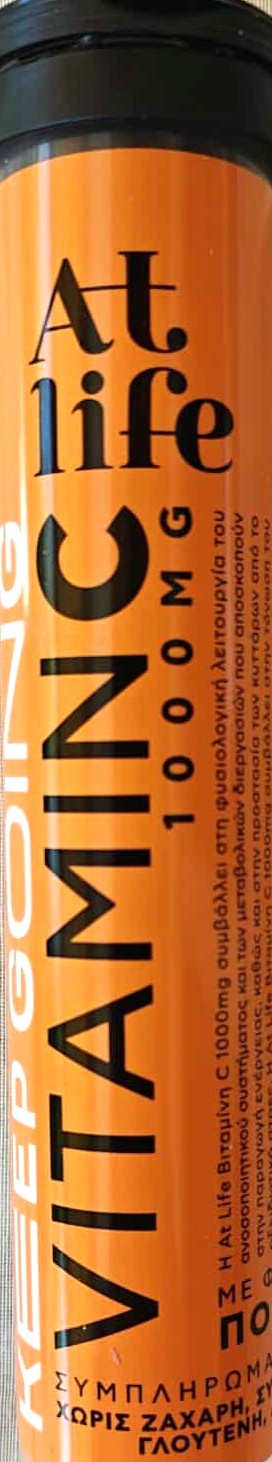 At
life
KEEP GOING
VITAMIN C
1000MG
Η At Life Βιταμίνη C 1000mg συμβάλλει στη φυσιολογική λειτουργία του
ανοσοποιητικού συστήματος και των μεταβολικών διεργασιών που αποσκοπούν
στην παραγωγή ενέργειας, καθώς και στην προστασία των κυττάρων από το
ΜΕ
ΠΟ
ΣΥΜΠΛΗΡΩΜΑ
ΧΩΡΙΣ ΖΑΧΑΡΗ,
ΓΛΟΥΤΕΝΗ,